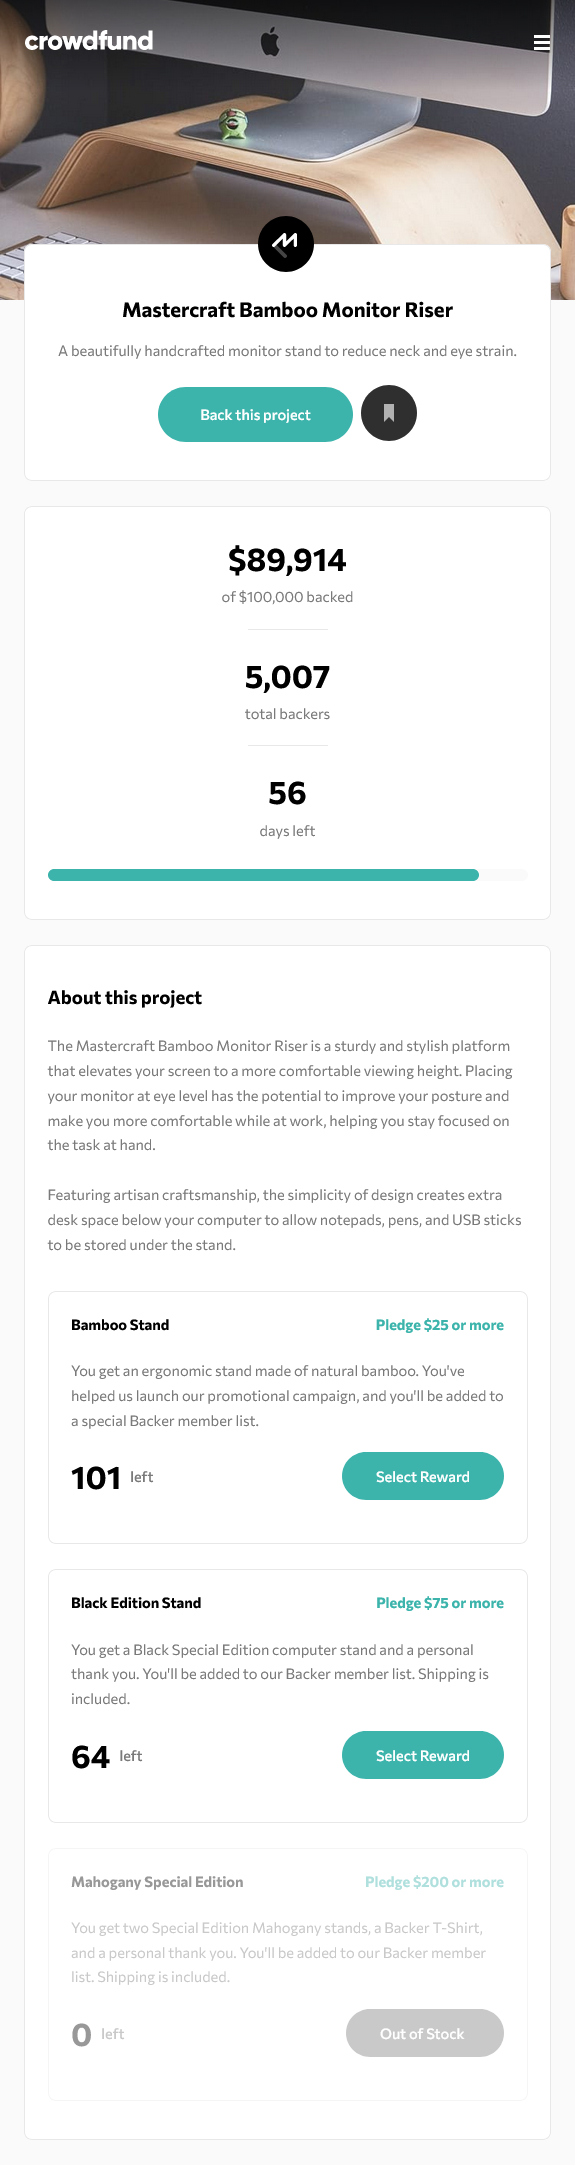 crowdfund
Mastercraft Bamboo Monitor Riser
A beautifully handcrafted monitor stand to reduce neck and eye strain.
Back this project
$89,914
of $100,000 backed
5,007
total backers
56
days left
About this project
The Mastercraft Bamboo Monitor Riser is a sturdy and stylish platform
that elevates your screen to a more comfortable viewing height. Placing
your monitor at eye level has the potential to improve your posture and
make you more comfortable while at work, helping you stay focused on
the task at hand.
Featuring artisan craftsmanship, the simplicity of design creates extra
desk space below your computer to allow notepads, pens, and USB sticks
to be stored under the stand.
Bamboo Stand
Pledge $25 or more
You get an ergonomic stand made of natural bamboo. You've
helped us launch our promotional campaign, and you'll be added to
a special Backer member list.
101 left
Select Reward
Black Edition Stand
Pledge $75 or more
You get a Black Special Edition computer stand and a personal
thank you. You'll be added to our Backer member list. Shipping is
included.
64 left
Select Reward
Mahogany Special Edition
Pledge $200 or more
You get two Special Edition Mahogany stands, a Backer T-Shirt,
and a personal thank you. You'll be added to our Backer member
list. Shipping is included.
0 left
Out of Stock